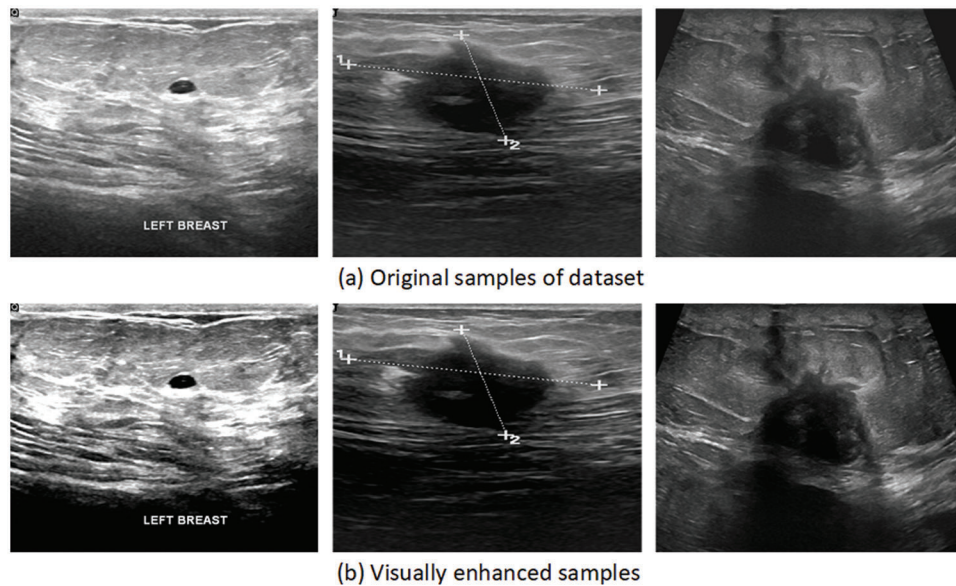 LEFT BREAST
1
2
(a) Original samples of dataset
LEFT BREAST
1
2
(b) Visually enhanced samples